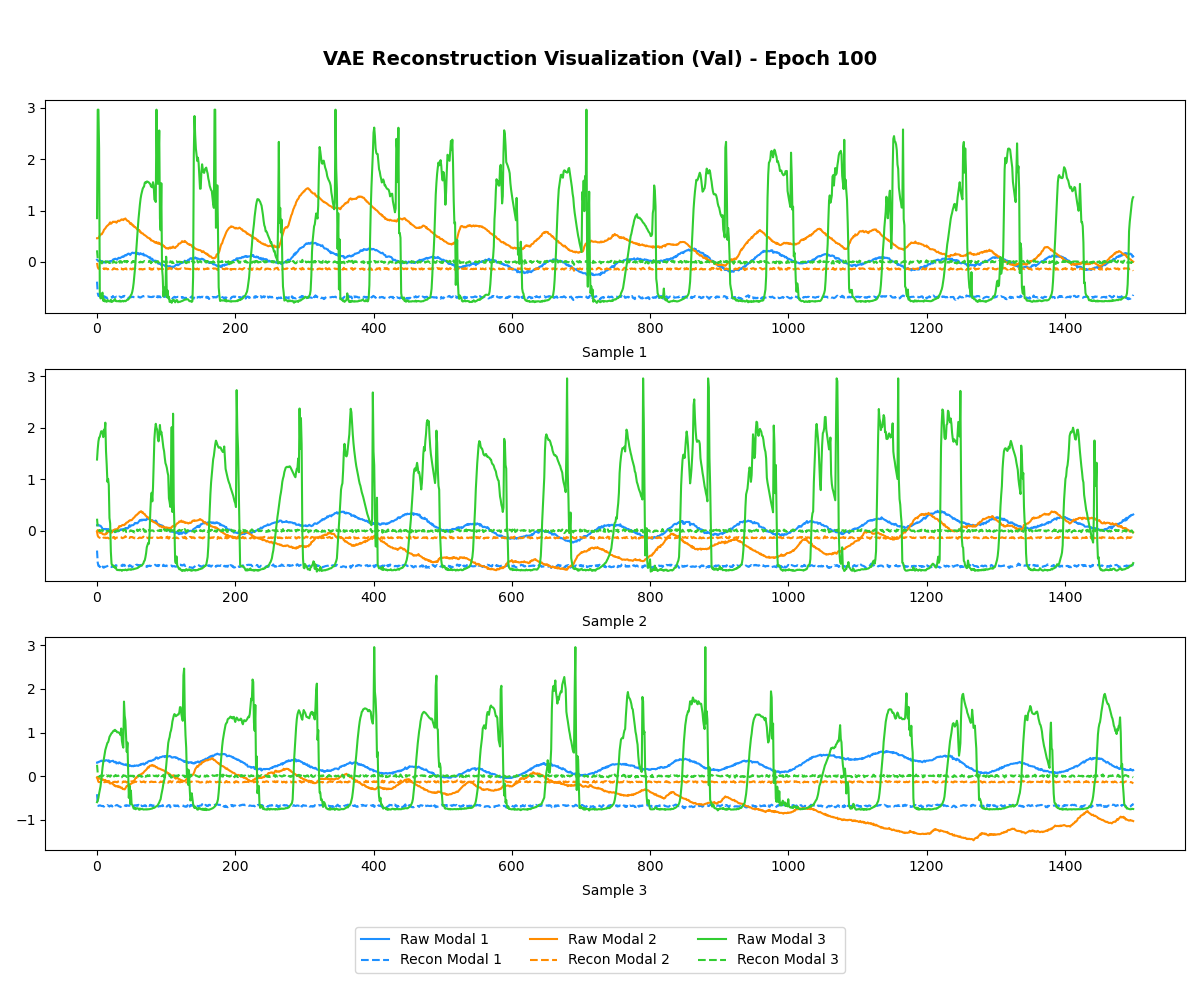 VAE Reconstruction Visualization (Val) - Epoch 100
3
2
1
0
0 200 400 600 800 1000 1200 1400
Sample 1
3
2
1
0
0 200 400 600 800 1000 1200 1400
Sample 2
3
2
1
0
−1
0 200 400 600 800 1000 1200 1400
Sample 3
Raw Modal 1 Raw Modal 2 Raw Modal 3
Recon Modal 1 Recon Modal 2 Recon Modal 3